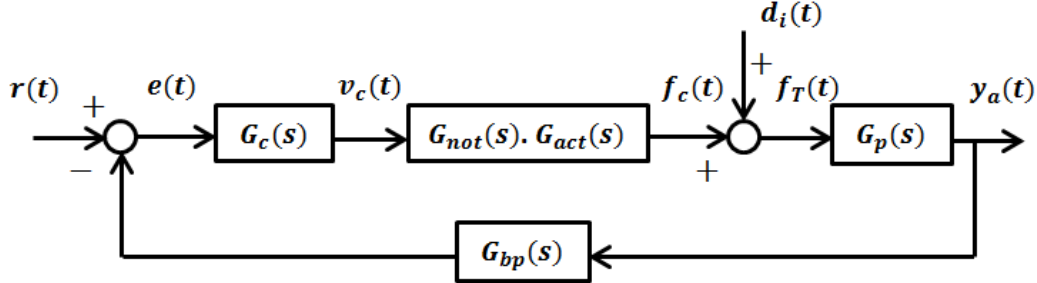 d_i(t)
r(t) + e(t) v_c(t) f_c(t) + f_T(t) y_a(t)
G_c(s) G_not(s). G_act(s) G_p(s)
− +
G_bp(s)